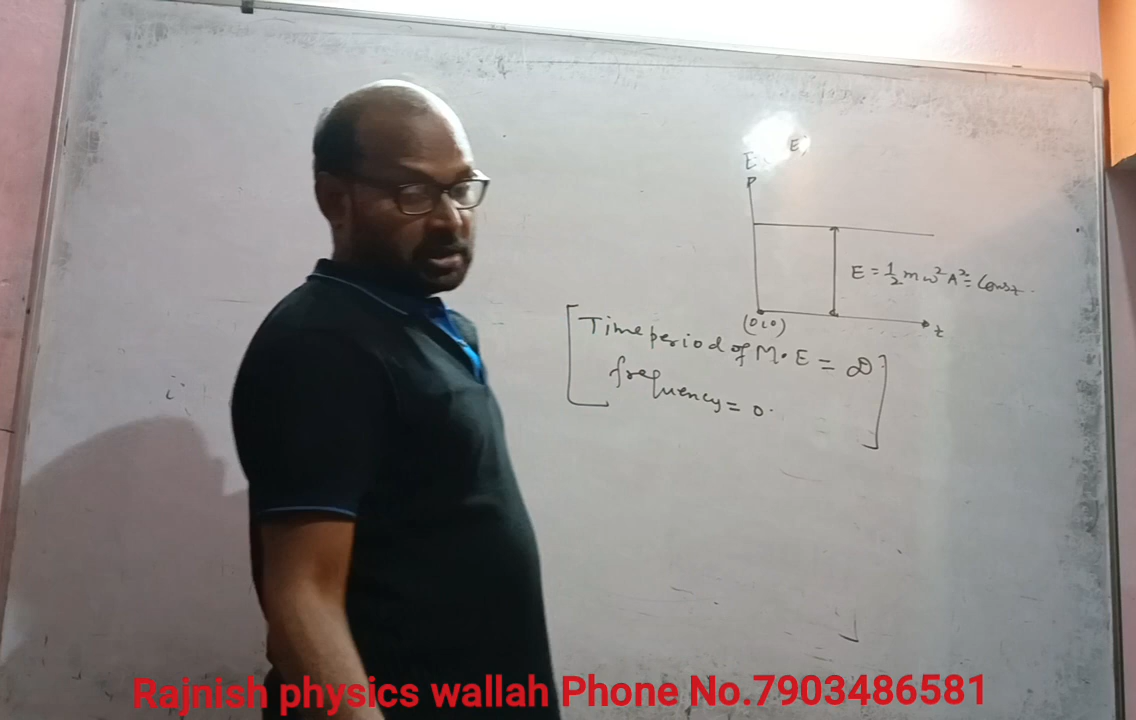 E
E = 1/2 mω²A² = Const.
(0,0)
t
[Time period of M.E = ∞
frequency = 0.]
Rajnish physics wallah Phone No.7903486581